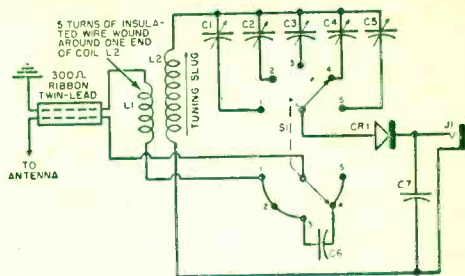 5 TURNS OF INSULA-
TED WIRE WOUND
AROUND ONE END
OF COIL L2
C1
C2
C3
C4
C5
L2
TUNING SLUG
300Ω
RIBBON
TWIN-LEAD
L1
2
3
4
1
5
S1
CR1
J1
TO
ANTENNA
1
5
2
4
3
C6
C7